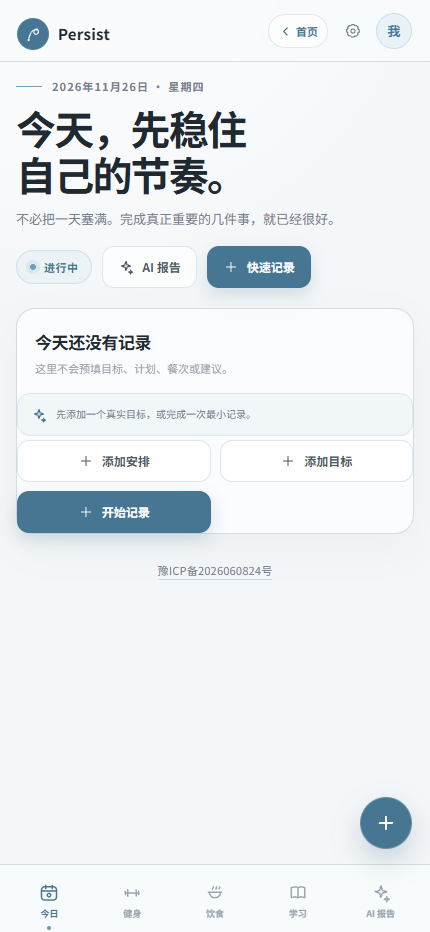 Persist
首页
我
2026年11月26日 · 星期四
今天，先稳住
自己的节奏。
不必把一天塞满。完成真正重要的几件事，就已经很好。
进行中
AI 报告
快速记录
今天还没有记录
这里不会预填目标、计划、餐次或建议。
先添加一个真实目标，或完成一次最小记录。
添加安排
添加目标
开始记录
豫ICP备2026060824号
今日
健身
饮食
学习
AI 报告